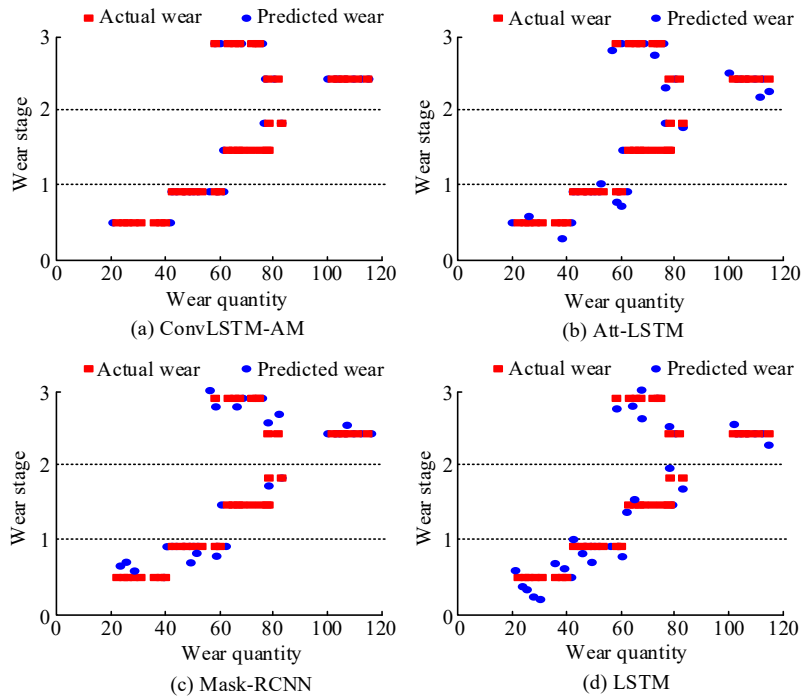 Actual wear Predicted wear
3
2
1
0
Wear stage
0 20 40 60 80 100 120
Wear quantity
(a) ConvLSTM-AM
Actual wear Predicted wear
3
2
1
0
Wear stage
0 20 40 60 80 100 120
Wear quantity
(b) Att-LSTM
Actual wear Predicted wear
3
2
1
0
Wear stage
0 20 40 60 80 100 120
Wear quantity
(c) Mask-RCNN
Actual wear Predicted wear
3
2
1
0
Wear stage
0 20 40 60 80 100 120
Wear quantity
(d) LSTM